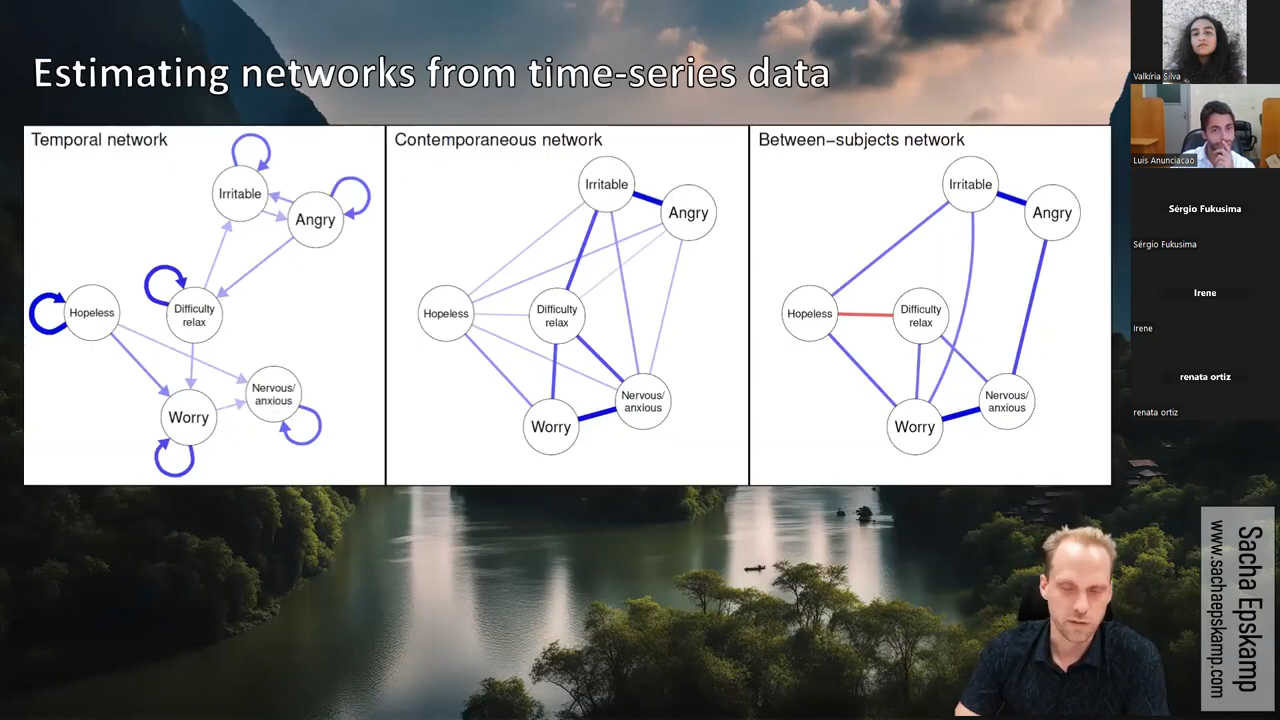 Estimating networks from time-series data
Temporal network
Irritable
Angry
Hopeless
Difficulty
relax
Nervous/
anxious
Worry
Contemporaneous network
Irritable
Angry
Hopeless
Difficulty
relax
Nervous/
anxious
Worry
Between−subjects network
Irritable
Angry
Hopeless
Difficulty
relax
Nervous/
anxious
Worry
Valkíria Silva
Luis Anunciacao
Sérgio Fukusima
Sérgio Fukusima
Irene
Irene
renata ortiz
renata ortiz
Sacha Epskamp
www.sachaepskamp.com